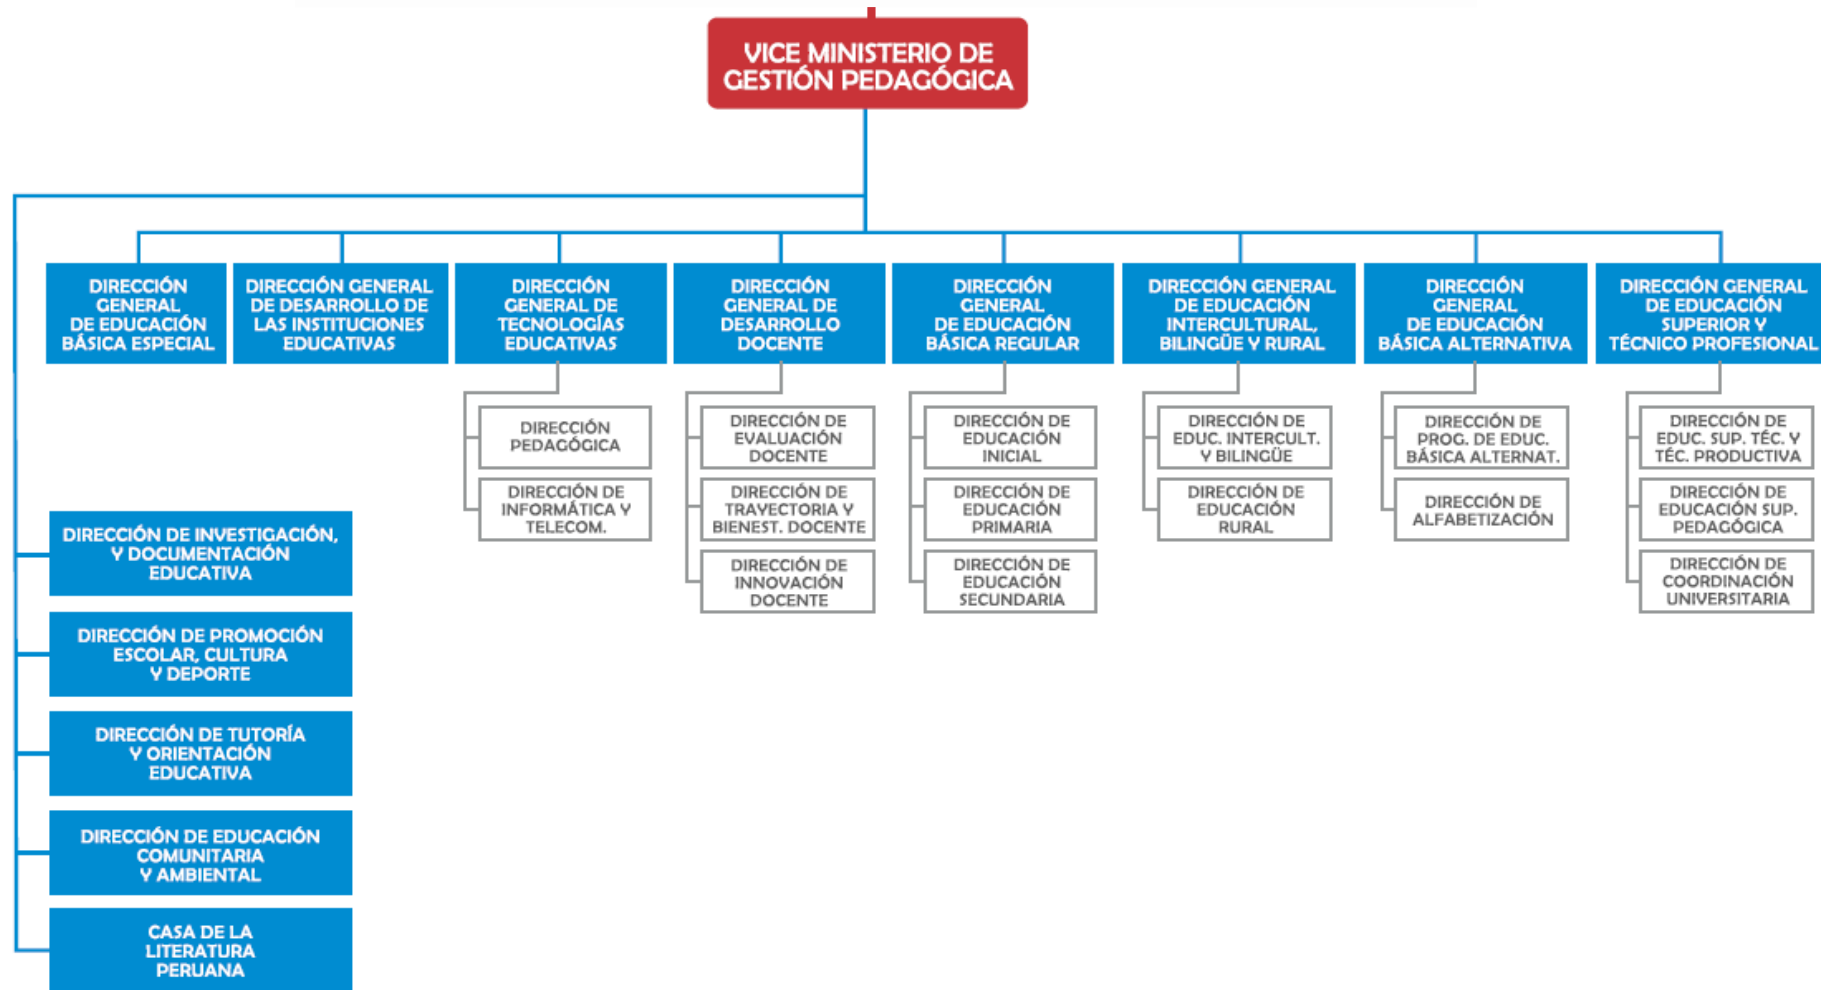 VICE MINISTERIO DE
GESTIÓN PEDAGÓGICA
DIRECCIÓN
GENERAL
DE EDUCACIÓN
BÁSICA ESPECIAL
DIRECCIÓN GENERAL
DE DESARROLLO DE
LAS INSTITUCIONES
EDUCATIVAS
DIRECCIÓN
GENERAL DE
TECNOLOGÍAS
EDUCATIVAS
DIRECCIÓN
GENERAL DE
DESARROLLO
DOCENTE
DIRECCIÓN
GENERAL
DE EDUCACIÓN
BÁSICA REGULAR
DIRECCIÓN GENERAL
DE EDUCACIÓN
INTERCULTURAL,
BILINGÜE Y RURAL
DIRECCIÓN
GENERAL
DE EDUCACIÓN
BÁSICA ALTERNATIVA
DIRECCIÓN GENERAL
DE EDUCACIÓN
SUPERIOR Y
TÉCNICO PROFESIONAL
DIRECCIÓN
PEDAGÓGICA
DIRECCIÓN DE
INFORMÁTICA Y
TELECOM.
DIRECCIÓN DE
EVALUACIÓN
DOCENTE
DIRECCIÓN DE
TRAYECTORIA Y
BIENEST. DOCENTE
DIRECCIÓN DE
INNOVACIÓN
DOCENTE
DIRECCIÓN DE
EDUCACIÓN
INICIAL
DIRECCIÓN DE
EDUCACIÓN
PRIMARIA
DIRECCIÓN DE
EDUCACIÓN
SECUNDARIA
DIRECCIÓN DE
EDUC. INTERCULT.
Y BILINGÜE
DIRECCIÓN DE
EDUCACIÓN
RURAL
DIRECCIÓN DE
PROG. DE EDUC.
BÁSICA ALTERNAT.
DIRECCIÓN DE
ALFABETIZACIÓN
DIRECCIÓN DE
EDUC. SUP. TÉC. Y
TÉC. PRODUCTIVA
DIRECCIÓN DE
EDUCACIÓN SUP.
PEDAGÓGICA
DIRECCIÓN DE
COORDINACIÓN
UNIVERSITARIA
DIRECCIÓN DE INVESTIGACIÓN,
Y DOCUMENTACIÓN
EDUCATIVA
DIRECCIÓN DE PROMOCIÓN
ESCOLAR, CULTURA
Y DEPORTE
DIRECCIÓN DE TUTORÍA
Y ORIENTACIÓN
EDUCATIVA
DIRECCIÓN DE EDUCACIÓN
COMUNITARIA
Y AMBIENTAL
CASA DE LA
LITERATURA
PERUANA